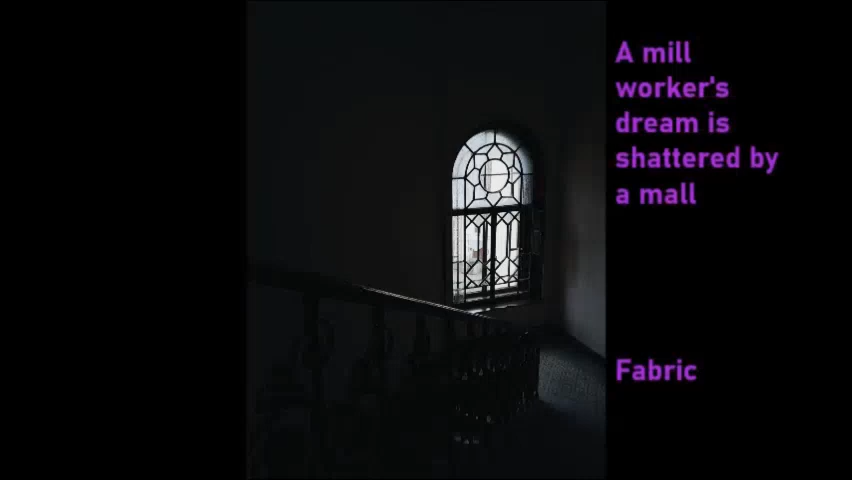 A mill
worker's
dream is
shattered by
a mall
Fabric